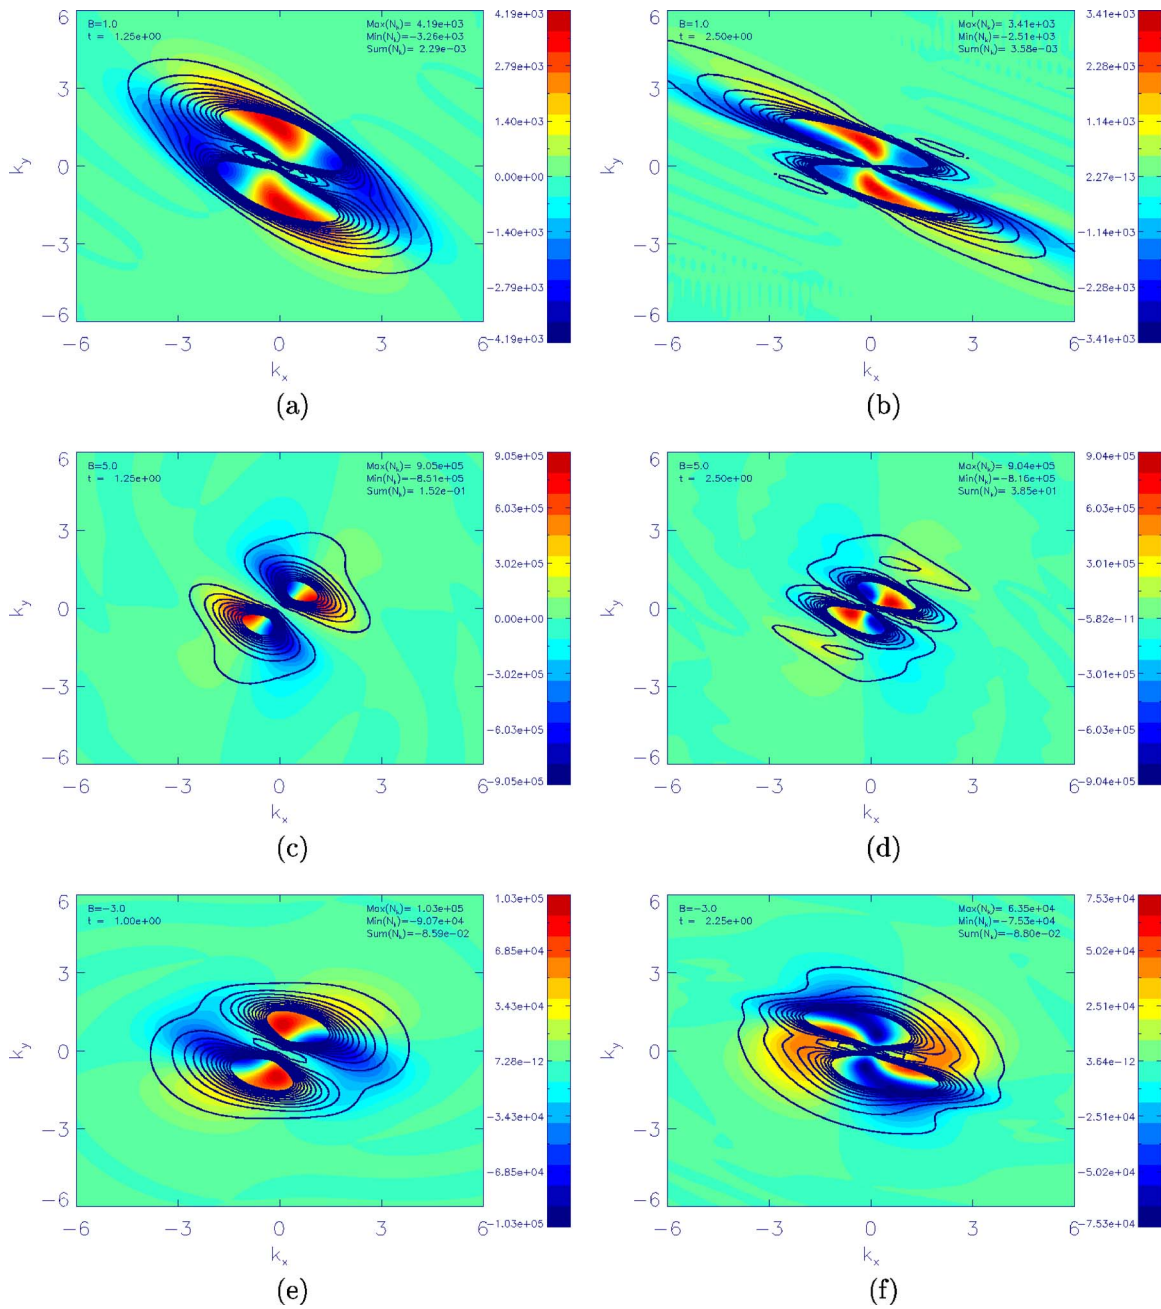 B=1.0
t = 1.25e+00
Max(N_k)= 4.19e+03
Min(N_k)=-3.26e+03
Sum(N_k)= 2.29e-03
6
3
0
-3
-6
k_y
-6 -3 0 3 6
k_x
4.19e+03
2.79e+03
1.40e+03
0.00e+00
-1.40e+03
-2.79e+03
-4.19e+03
(a)
B=1.0
t = 2.50e+00
Max(N_k)= 3.41e+03
Min(N_k)=-2.51e+03
Sum(N_k)= 3.58e-03
6
3
0
-3
-6
k_y
-6 -3 0 3 6
k_x
3.41e+03
2.28e+03
1.14e+03
2.27e-13
-1.14e+03
-2.28e+03
-3.41e+03
(b)
B=5.0
t = 1.25e+00
Max(N_k)= 9.05e+05
Min(N_k)=-8.51e+05
Sum(N_k)= 1.52e-01
6
3
0
-3
-6
k_y
-6 -3 0 3 6
k_x
9.05e+05
6.03e+05
3.02e+05
0.00e+00
-3.02e+05
-6.03e+05
-9.05e+05
(c)
B=5.0
t = 2.50e+00
Max(N_k)= 9.04e+05
Min(N_k)=-8.16e+05
Sum(N_k)= 3.85e+01
6
3
0
-3
-6
k_y
-6 -3 0 3 6
k_x
9.04e+05
6.03e+05
3.01e+05
-5.82e-11
-3.01e+05
-6.03e+05
-9.04e+05
(d)
B=-3.0
t = 1.00e+00
Max(N_k)= 1.03e+05
Min(N_k)=-9.07e+04
Sum(N_k)=-8.59e-02
6
3
0
-3
-6
k_y
-6 -3 0 3 6
k_x
1.03e+05
6.85e+04
3.43e+04
7.28e-12
-3.43e+04
-6.85e+04
-1.03e+05
(e)
B=-3.0
t = 2.25e+00
Max(N_k)= 6.35e+04
Min(N_k)=-7.53e+04
Sum(N_k)=-8.80e-02
6
3
0
-3
-6
k_y
-6 -3 0 3 6
k_x
7.53e+04
5.02e+04
2.51e+04
3.64e-12
-2.51e+04
-5.02e+04
-7.53e+04
(f)